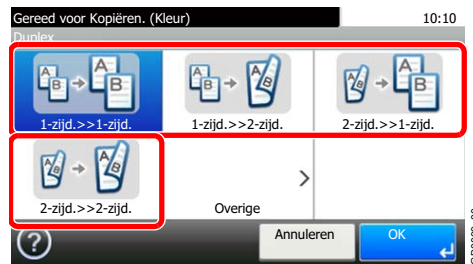 Gereed voor Kopiëren. (Kleur)
10:10
Duplex
A B A B
A B A B
A B A B
1-zijd.>>1-zijd.
1-zijd.>>2-zijd.
2-zijd.>>1-zijd.
A B A B
2-zijd.>>2-zijd.
Overige
?
Annuleren
OK